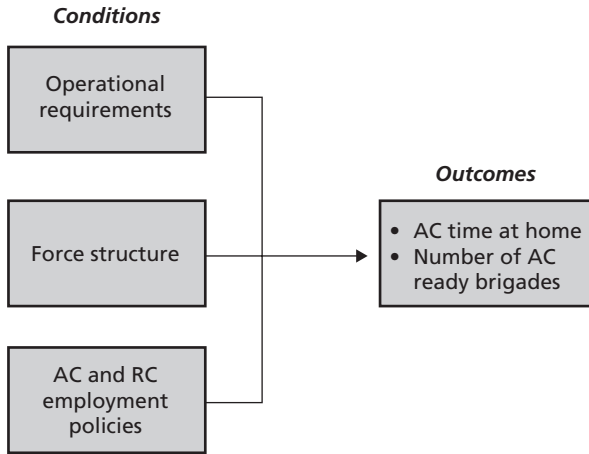 Conditions
Operational
requirements
Force structure
AC and RC
employment
policies
Outcomes
• AC time at home
• Number of AC
ready brigades